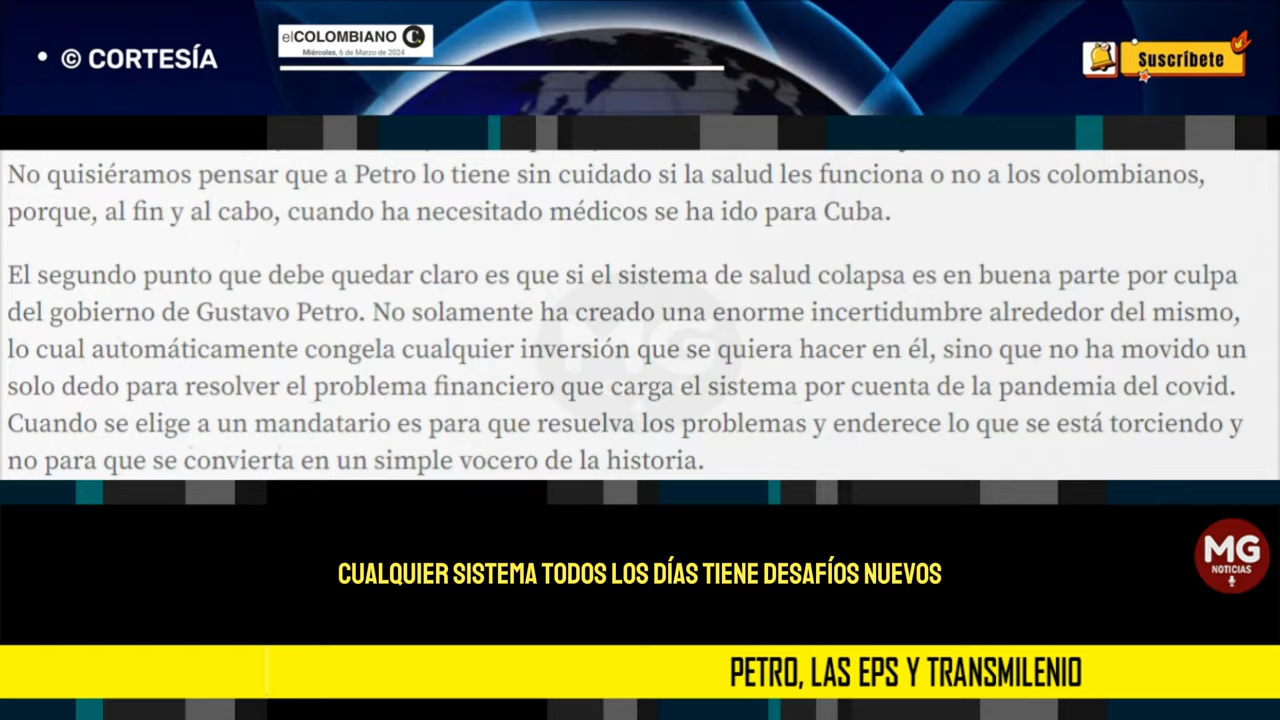 • © CORTESÍA
elCOLOMBIANO C
Miércoles, 6 de Marzo de 2024
Suscríbete
No quisiéramos pensar que a Petro lo tiene sin cuidado si la salud les funciona o no a los colombianos,
porque, al fin y al cabo, cuando ha necesitado médicos se ha ido para Cuba.
El segundo punto que debe quedar claro es que si el sistema de salud colapsa es en buena parte por culpa
del gobierno de Gustavo Petro. No solamente ha creado una enorme incertidumbre alrededor del mismo,
lo cual automáticamente congela cualquier inversión que se quiera hacer en él, sino que no ha movido un
solo dedo para resolver el problema financiero que carga el sistema por cuenta de la pandemia del covid.
Cuando se elige a un mandatario es para que resuelva los problemas y enderece lo que se está torciendo y
no para que se convierta en un simple vocero de la historia.
MG
CUALQUIER SISTEMA TODOS LOS DÍAS TIENE DESAFÍOS NUEVOS
MG
NOTICIAS
PETRO, LAS EPS Y TRANSMILENIO